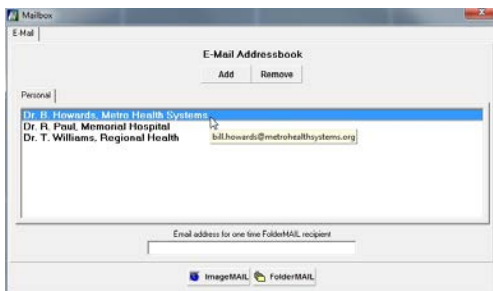 Mailbox
E-Mail
E-Mail Addressbook
Add Remove
Personal
Dr. B. Howards, Metro Health Systems
Dr. R. Paul, Memorial Hospital
bill.howards@metrohealthsystems.org
Dr. T. Williams, Regional Health
Email address for one time FolderMAIL recipient
ImageMAIL FolderMAIL